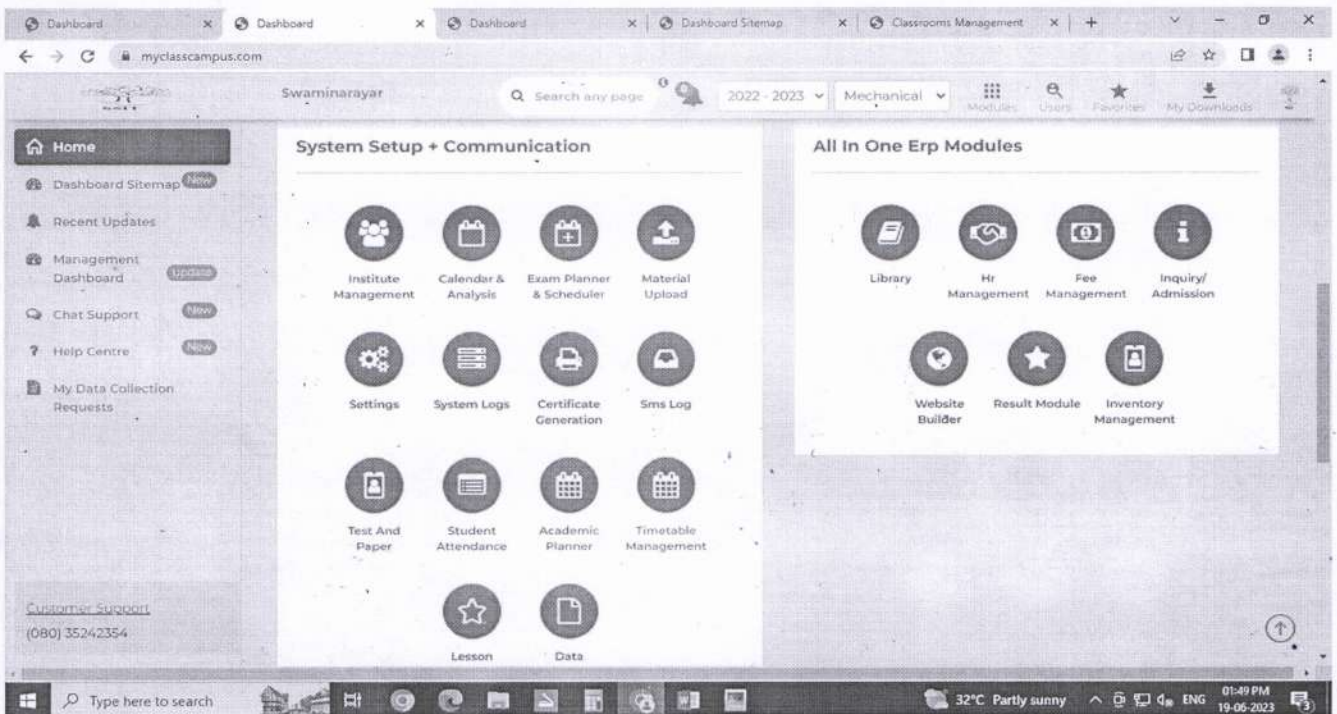 Dashboard
Dashboard
Dashboard
Dashboard Sitemap
Classrooms Management
myclasscampus.com
Swaminarayar
Search any page
0
2022 - 2023
Mechanical
Modules
Users
Favorites
My Downloads
Home
Dashboard Sitemap New
Recent Updates
Management
Dashboard Update
Chat Support New
Help Centre New
My Data Collection
Requests
Customer Support
(080) 35242354
System Setup + Communication
Institute
Management
Calendar &
Analysis
Exam Planner
& Scheduler
Material
Upload
Settings
System Logs
Certificate
Generation
Sms Log
Test And
Paper
Student
Attendance
Academic
Planner
Timetable
Management
Lesson
Data
All In One Erp Modules
Library
Hr
Management
Fee
Management
Inquiry/
Admission
Website
Builder
Result Module
Inventory
Management
Type here to search
32°C Partly sunny
ENG
01:49 PM
19-06-2023
3